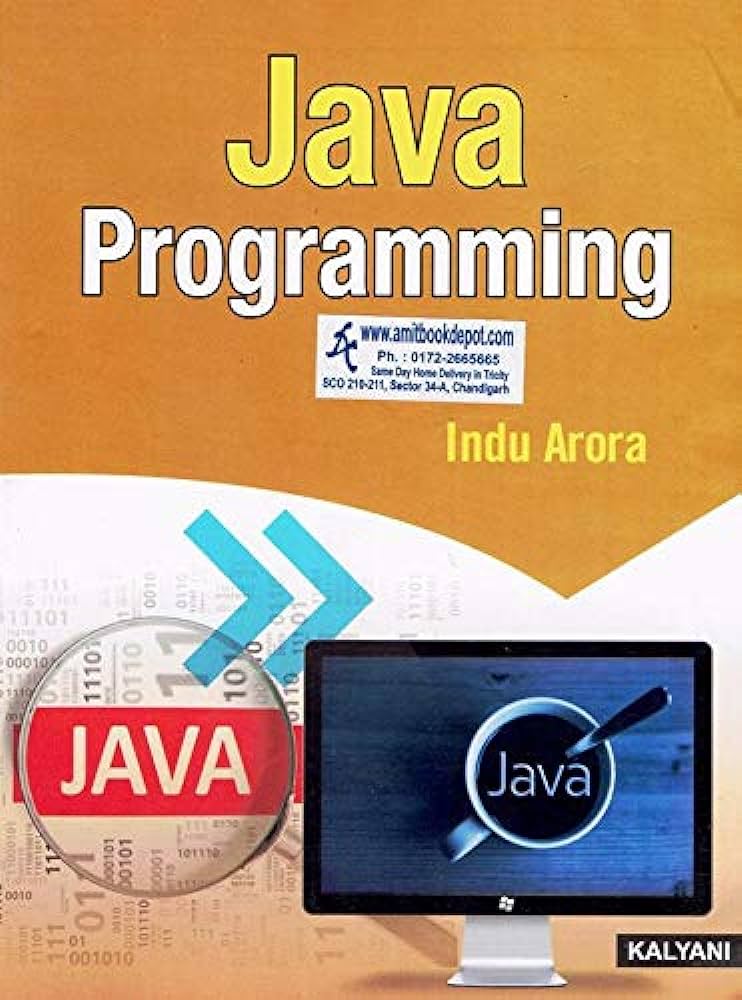 Java
Programming
www.amitbookdepot.com
Ph. : 0172-2665665
Same Day Home Delivery in Tricity
SCO 210-211, Sector 34-A, Chandigarh
Indu Arora
JAVA
Java
KALYANI